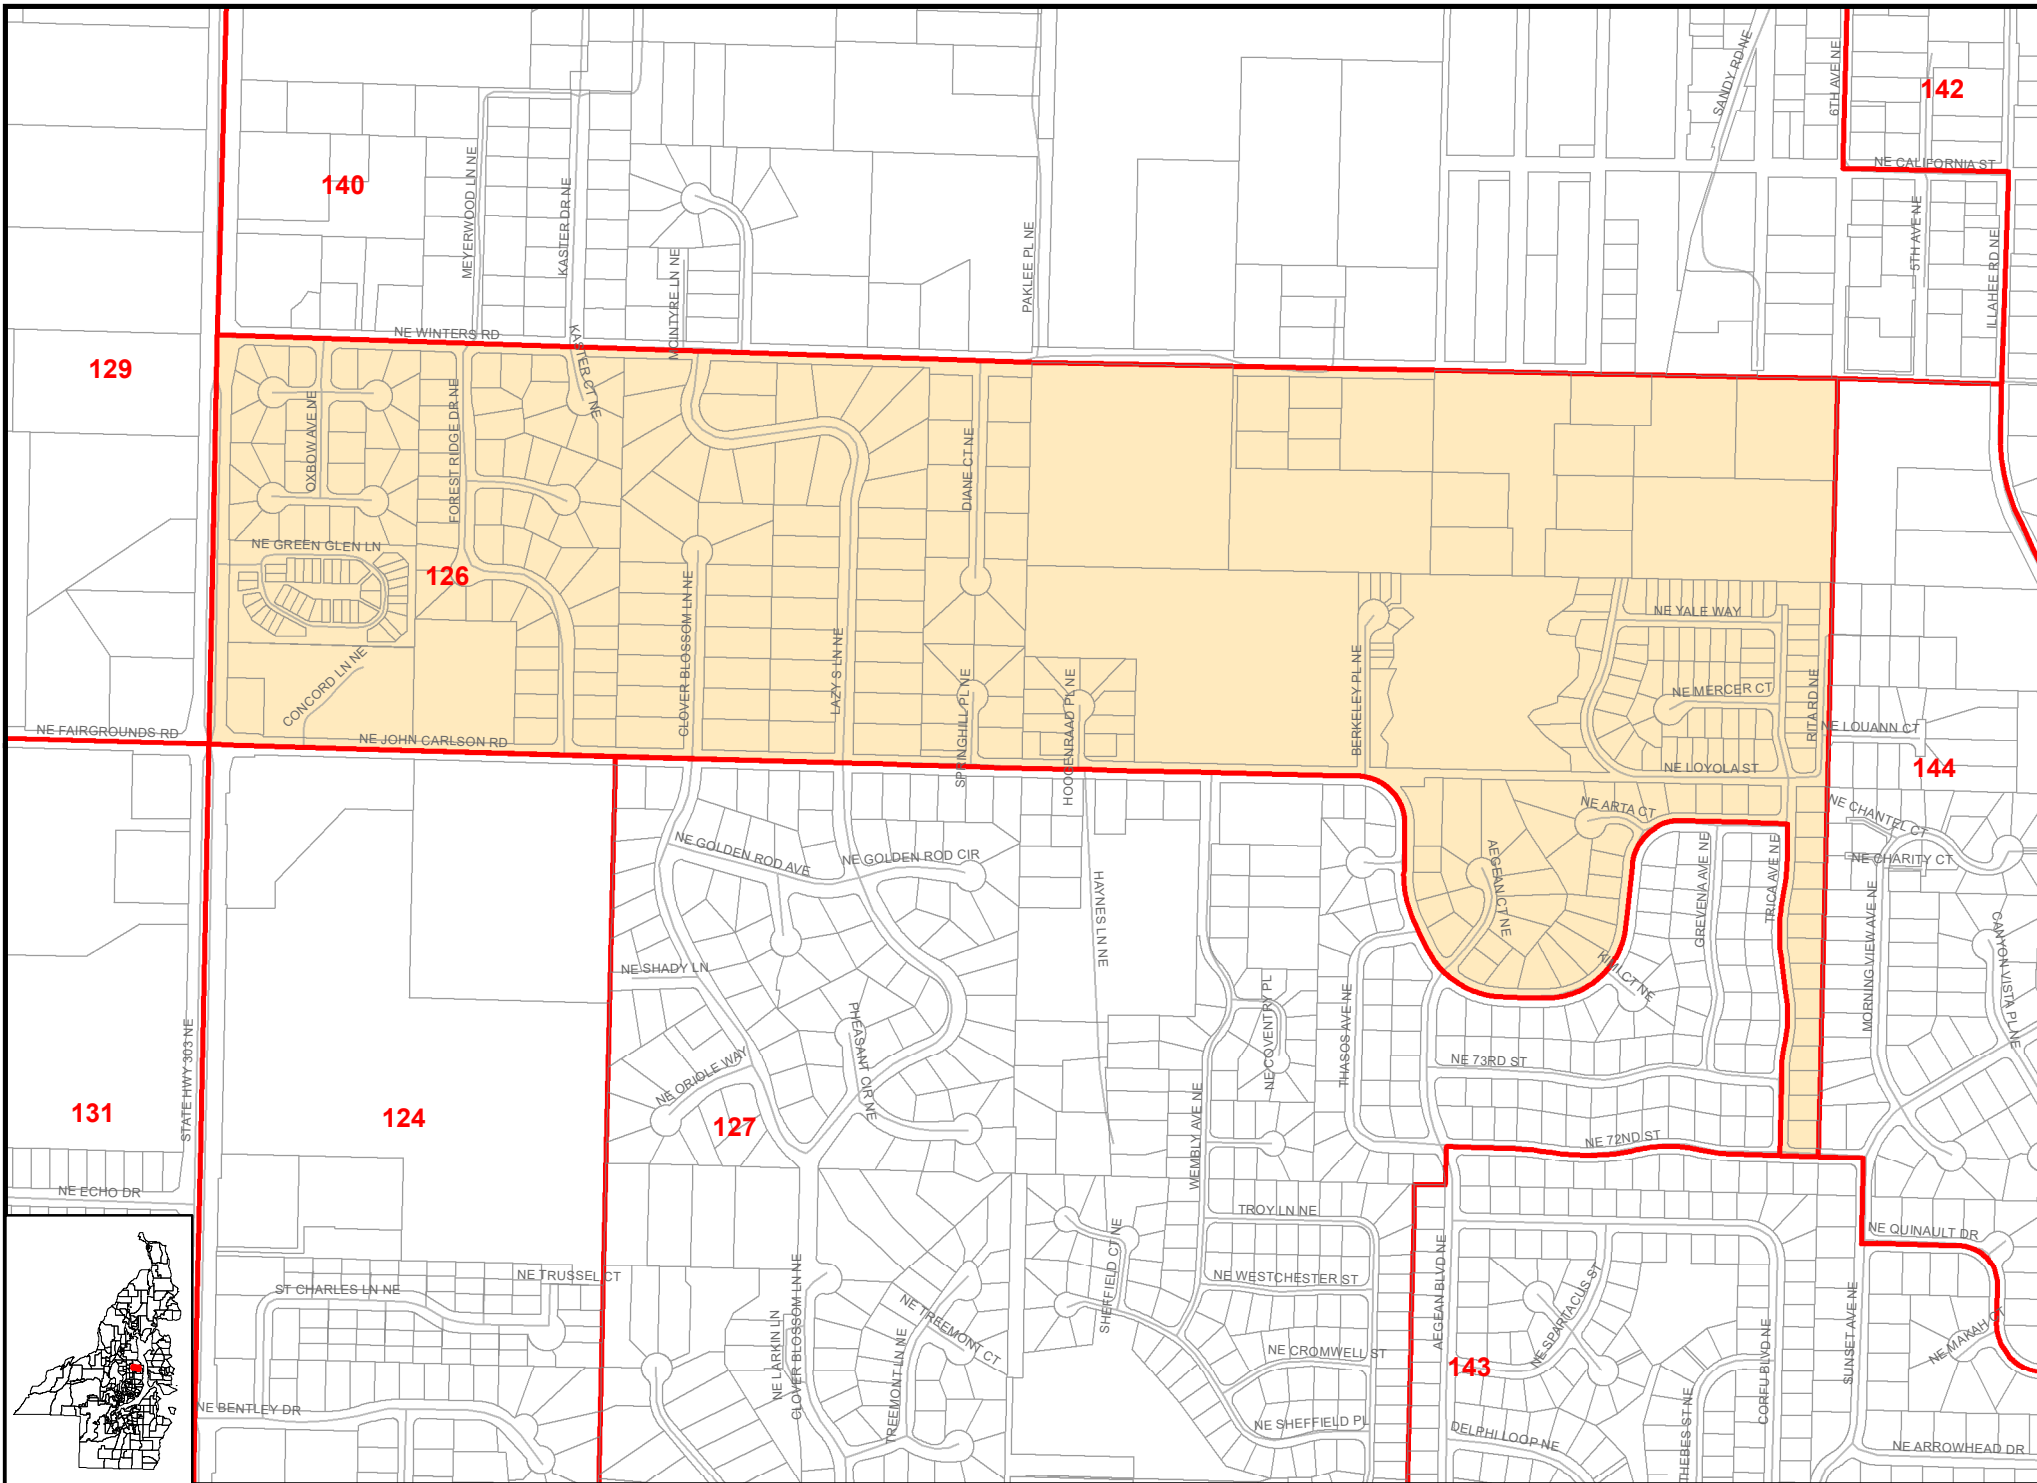 142
SANDY RD NE
6TH AVE NE
NE CALIFORNIA ST
140
MEYERWOOD LN NE
KASTER DR NE
MCINTYRE LN NE
PAKLEE PL NE
5TH AVE NE
ILLAHEE RD NE
NE WINTERS RD
KASTER CT NE
129
OXBOW AVE NE
FOREST RIDGE DR NE
DIANE CT NE
NE GREEN GLEN LN
126
CLOVER BLOSSOM LN NE
LAZY S LN NE
NE YALE WAY
CONCORD LN NE
SPRINGHILL PL NE
HOOGENRAAD PL NE
BERKELEY PL NE
NE MERCER CT
RITA RD NE
NE LOUANN CT
NE FAIRGROUNDS RD
NE JOHN CARLSON RD
NE LOYOLA ST
144
NE ARTA CT
NE CHANTEL CT
NE CHARITY CT
NE GOLDEN ROD AVE
NE GOLDEN ROD CIR
AEGEAN CT NE
GREVENA AVE NE
TRICA AVE NE
HAYNES LN NE
MORNING VIEW AVE NE
CANYON VISTA PL NE
NE SHADY LN
KIMI CT NE
PHEASANT CIR NE
NE COVENTRY PL
THASOS AVE NE
NE ORIOLE WAY
NE 73RD ST
STATE HWY 303 NE
131
124
127
WEMBLY AVE NE
NE 72ND ST
NE ECHO DR
TROY LN NE
SHEFFIELD CT NE
NE QUINAULT DR
NE TRUSSEL CT
ST CHARLES LN NE
NE WESTCHESTER ST
AEGEAN BLVD NE
NE SPARTACUS ST
NE LARKIN LN
CLOVER BLOSSOM LN NE
NE TREEMONT CT
TREEMONT LN NE
NE CROMWELL ST
143
CORFU BLVD NE
SUNSET AVE NE
NE MAKAH CT
NE BENTLEY DR
NE SHEFFIELD PL
DELPHI LOOP NE
THEBES ST NE
NE ARROWHEAD DR